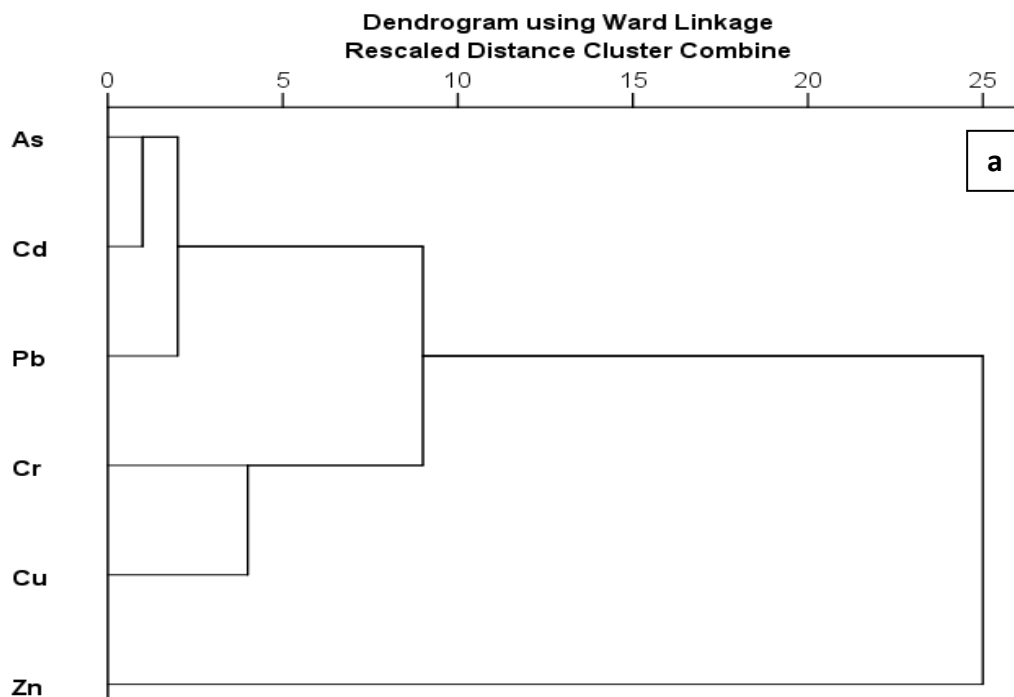 Dendrogram using Ward Linkage
Rescaled Distance Cluster Combine
0 5 10 15 20 25
As
a
Cd
Pb
Cr
Cu
Zn